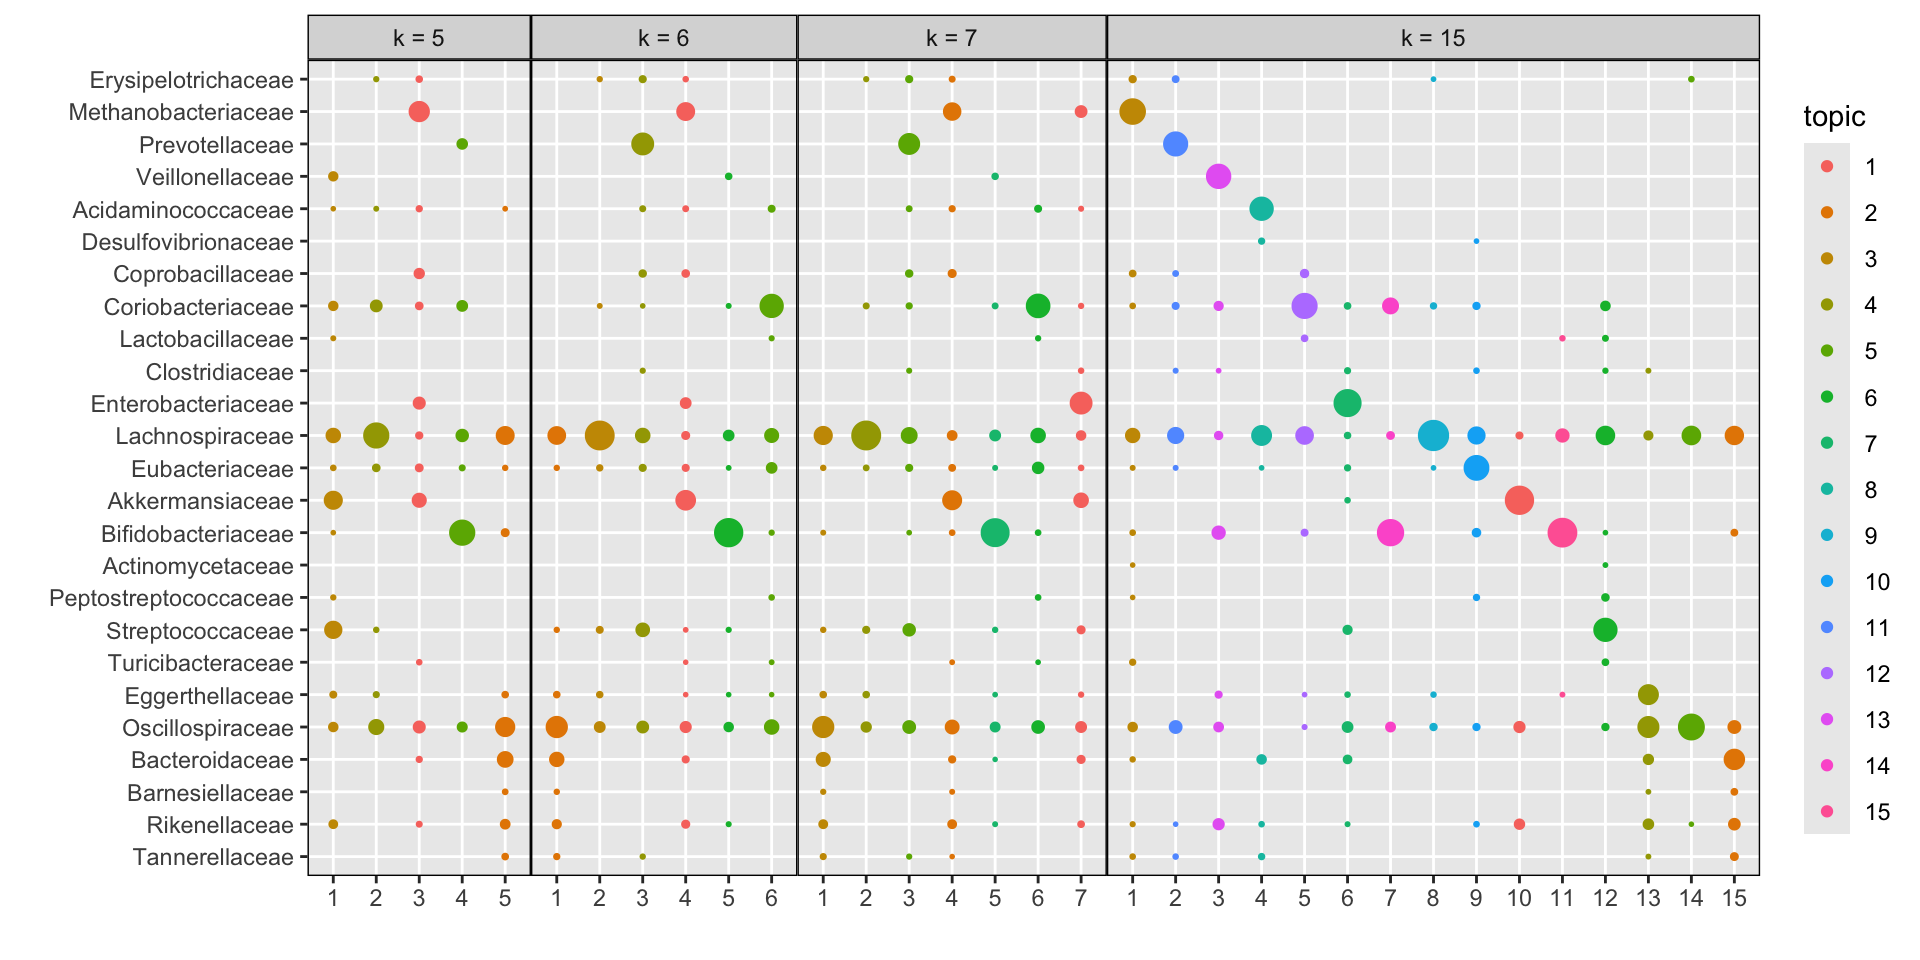 k = 5 k = 6 k = 7 k = 15
Erysipelotrichaceae
Methanobacteriaceae
Prevotellaceae
Veillonellaceae
Acidaminococcaceae
Desulfovibrionaceae
Coprobacillaceae
Coriobacteriaceae
Lactobacillaceae
Clostridiaceae
Enterobacteriaceae
Lachnospiraceae
Eubacteriaceae
Akkermansiaceae
Bifidobacteriaceae
Actinomycetaceae
Peptostreptococcaceae
Streptococcaceae
Turicibacteraceae
Eggerthellaceae
Oscillospiraceae
Bacteroidaceae
Barnesiellaceae
Rikenellaceae
Tannerellaceae
1 2 3 4 5 1 2 3 4 5 6 1 2 3 4 5 6 7 1 2 3 4 5 6 7 8 9 10 11 12 13 14 15
topic
1
2
3
4
5
6
7
8
9
10
11
12
13
14
15